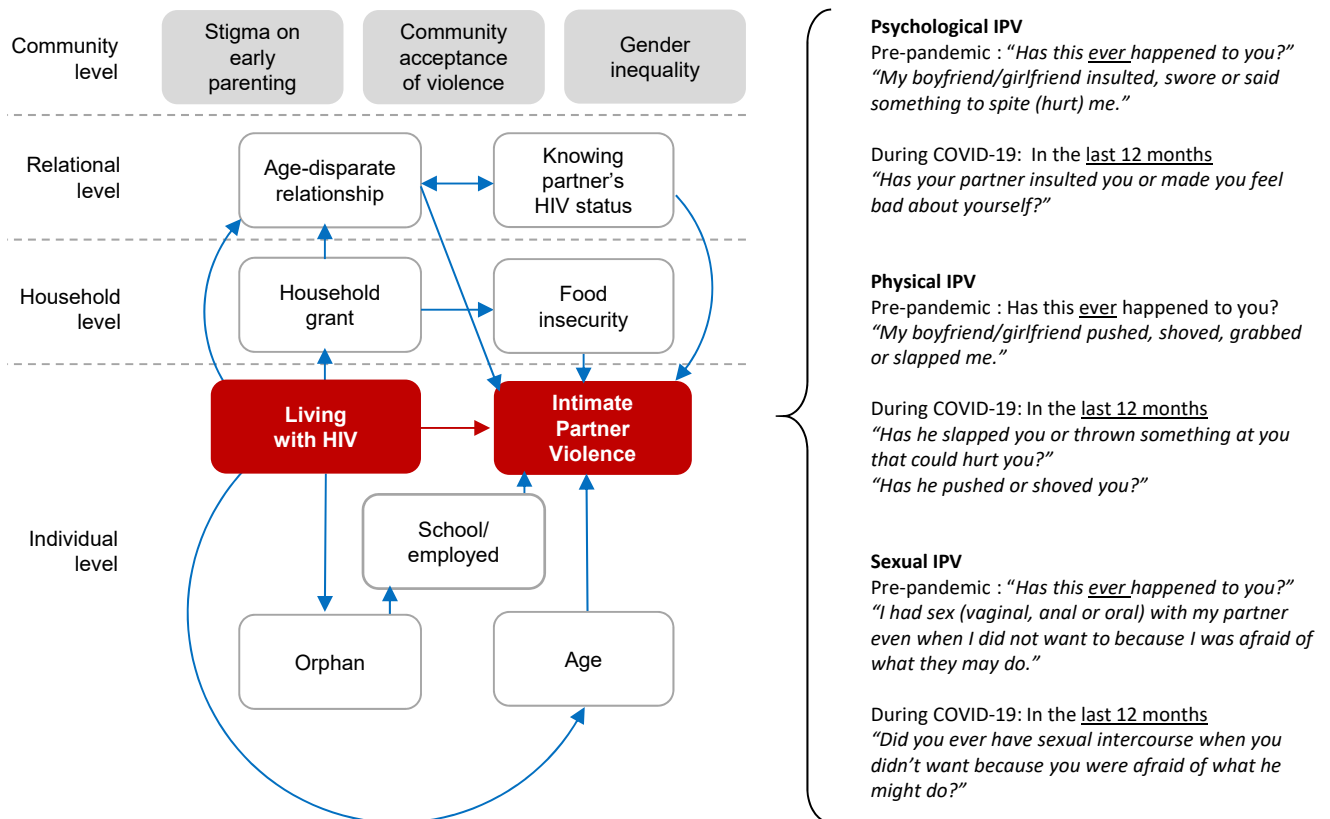 Community
level
Stigma on
early
parenting
Community
acceptance
of violence
Gender
inequality
Relational
level
Age-disparate
relationship
Knowing
partner’s
HIV status
Household
level
Household
grant
Food
insecurity
Living
with HIV
Intimate
Partner
Violence
Individual
level
School/
employed
Orphan
Age
Psychological IPV
Pre-pandemic : “Has this ever happened to you?”
“My boyfriend/girlfriend insulted, swore or said
something to spite (hurt) me.”
During COVID-19:  In the last 12 months
“Has your partner insulted you or made you feel
bad about yourself?”
Physical IPV
Pre-pandemic : Has this ever happened to you?
“My boyfriend/girlfriend pushed, shoved, grabbed
or slapped me.”
During COVID-19: In the last 12 months
“Has he slapped you or thrown something at you
that could hurt you?”
“Has he pushed or shoved you?”
Sexual IPV
Pre-pandemic : “Has this ever happened to you?”
“I had sex (vaginal, anal or oral) with my partner
even when I did not want to because I was afraid of
what they may do.”
During COVID-19: In the last 12 months
“Did you ever have sexual intercourse when you
didn’t want because you were afraid of what he
might do?”